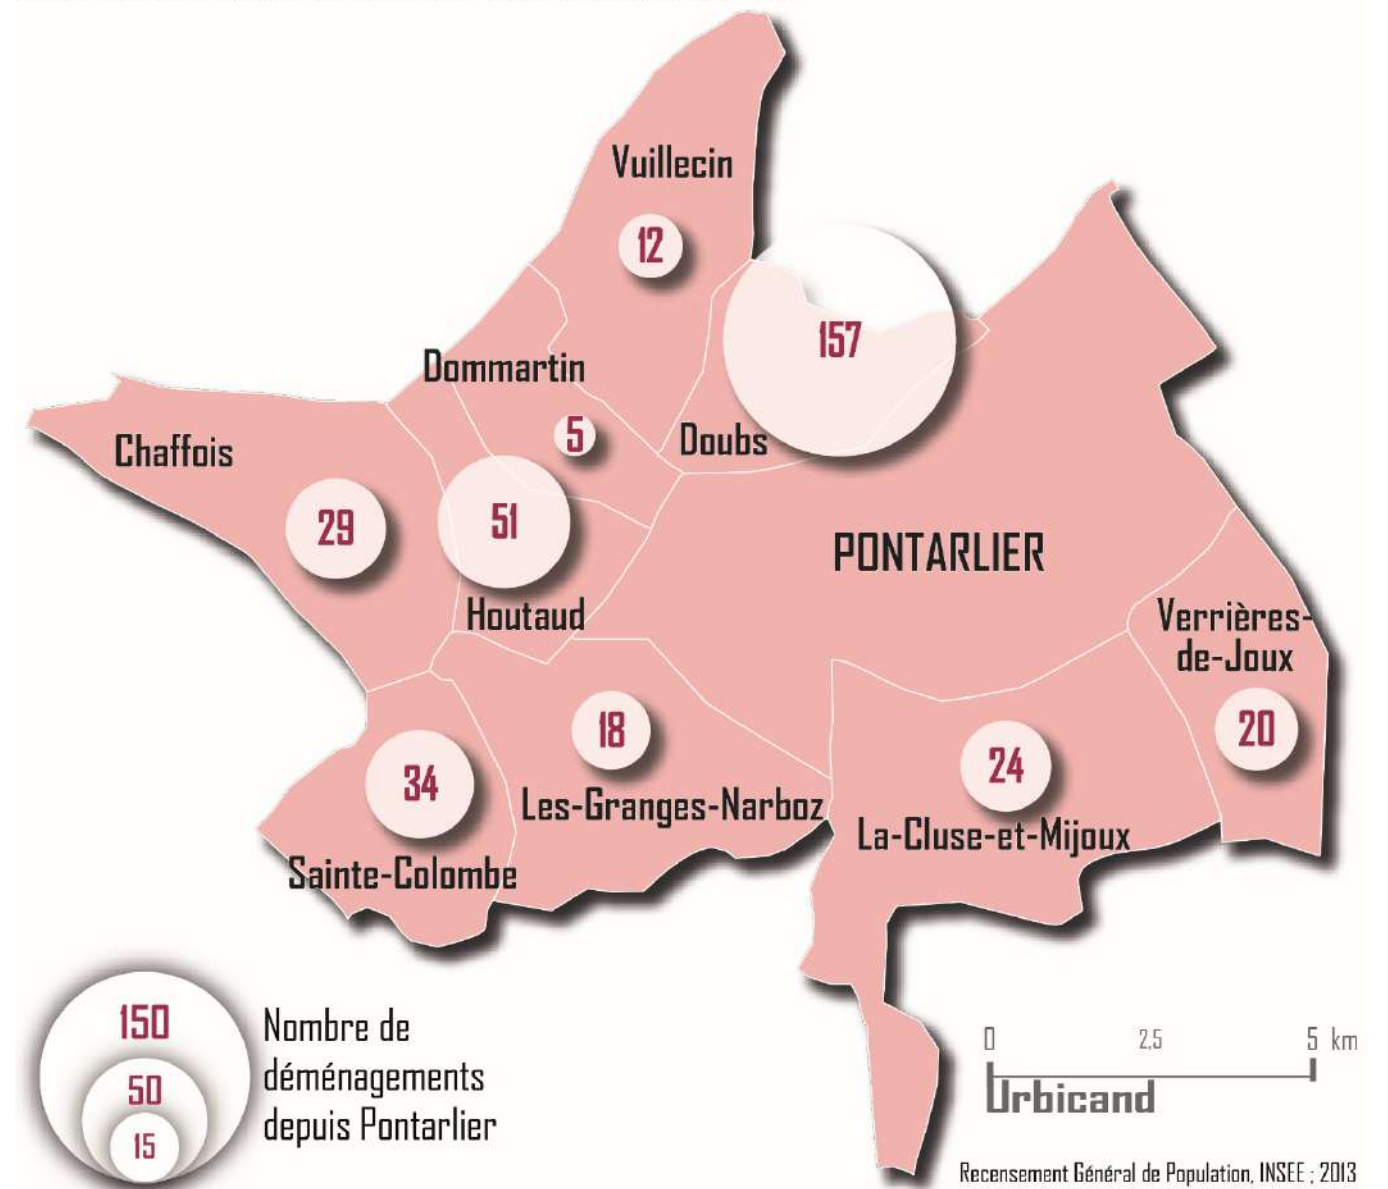 Vuillecin
12
157
Dommartin
5
Doubs
Chaffois
29
51
Houtaud
PONTARLIER
Verrières-
de-Joux
20
18
Les-Granges-Narboz
24
La-Cluse-et-Mijoux
34
Sainte-Colombe
150
50
15
Nombre de
déménagements
depuis Pontarlier
0 2,5 5 km
Urbicand
Recensement Général de Population, INSEE ; 2013